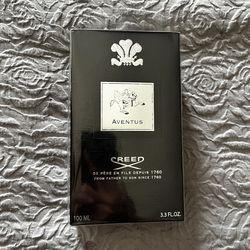 AVENTUS
CREED
DE PÈRE EN FILS DEPUIS 1760
FROM FATHER TO SON SINCE 1760
100 ML 3.3 FL.OZ.